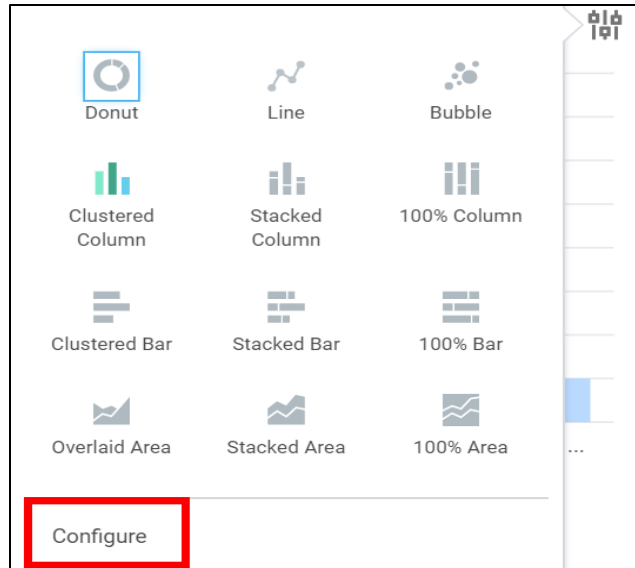 Donut Line Bubble
Clustered Column
Stacked Column
100% Column
Clustered Bar Stacked Bar 100% Bar
Overlaid Area Stacked Area 100% Area
...
Configure